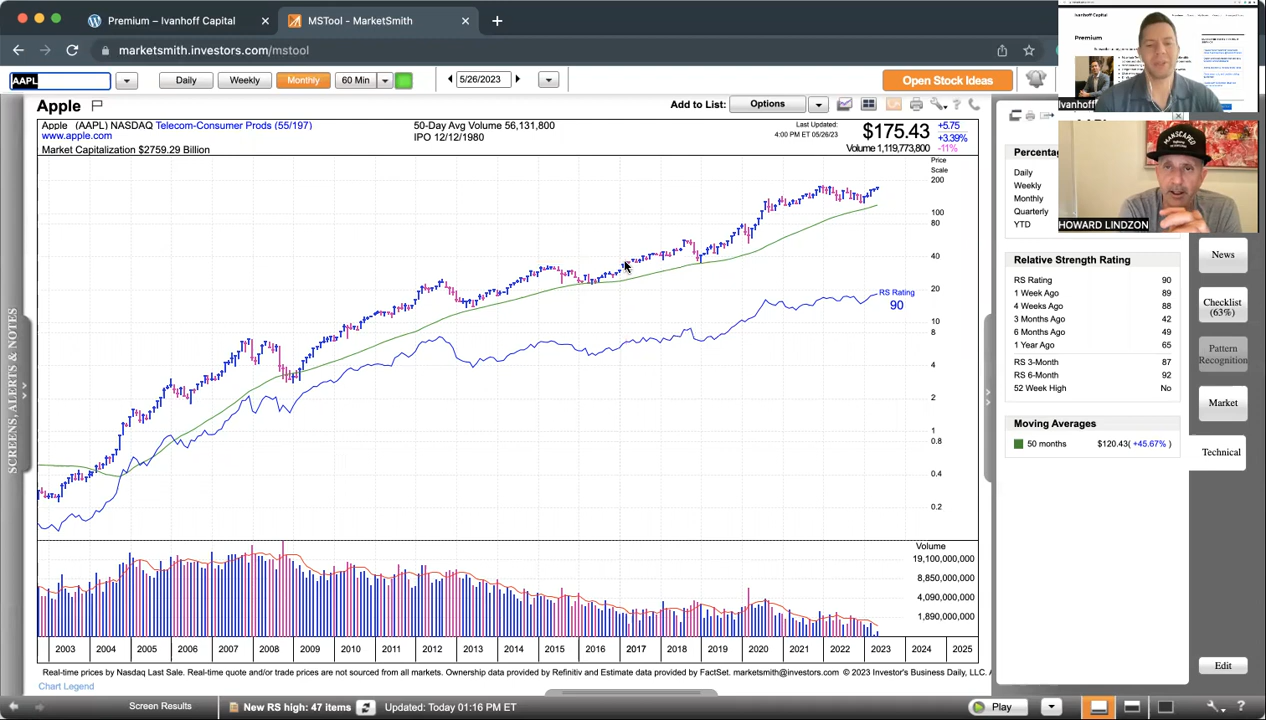 Premium – Ivanhoff Capital
MSTool - MarketSmith
marketsmith.investors.com/mstool
AAPL
Daily
Weekly
Monthly
60 Min
5/26/2023
Open Stock Ideas
Apple
Add to List:
Options
Apple (AAPL) NASDAQ Telecom-Consumer Prods (55/197)
www.apple.com
Market Capitalization $2759.29 Billion
50-Day Avg Volume 56,131,800
IPO 12/12/1980
Last Updated:
4:00 PM ET 05/26/23
$175.43
+5.75
+3.39%
Volume 1,119,773,800
-11%
Price
Scale
200
100
80
40
20
10
8
4
2
1
0.8
0.4
0.2
RS Rating
90
Volume
19,100,000,000
8,850,000,000
4,090,000,000
1,890,000,000
2003 2004 2005 2006 2007 2008 2009 2010 2011 2012 2013 2014 2015 2016 2017 2018 2019 2020 2021 2022 2023 2024 2025
Real-time prices by Nasdaq Last Sale. Real-time quote and/or trade prices are not sourced from all markets. Ownership data provided by Refinitiv and Estimate data provided by FactSet. marketsmith@investors.com © 2023 Investor's Business Daily, LLC. A
Chart Legend
SCREENS, ALERTS & NOTES
Percentag
Daily
Weekly
Monthly
Quarterly
YTD
Relative Strength Rating
RS Rating 90
1 Week Ago 89
4 Weeks Ago 88
3 Months Ago 42
6 Months Ago 49
1 Year Ago 65
RS 3-Month 87
RS 6-Month 92
52 Week High No
Moving Averages
50 months $120.43( +45.67% )
News
Checklist
(63%)
Pattern
Recognition
Market
Technical
Edit
Ivanhoff Capital
Premium
Ivanhoff
MANSCAPED
HOWARD LINDZON
Screen Results
New RS high: 47 items
Updated: Today 01:16 PM ET
Play